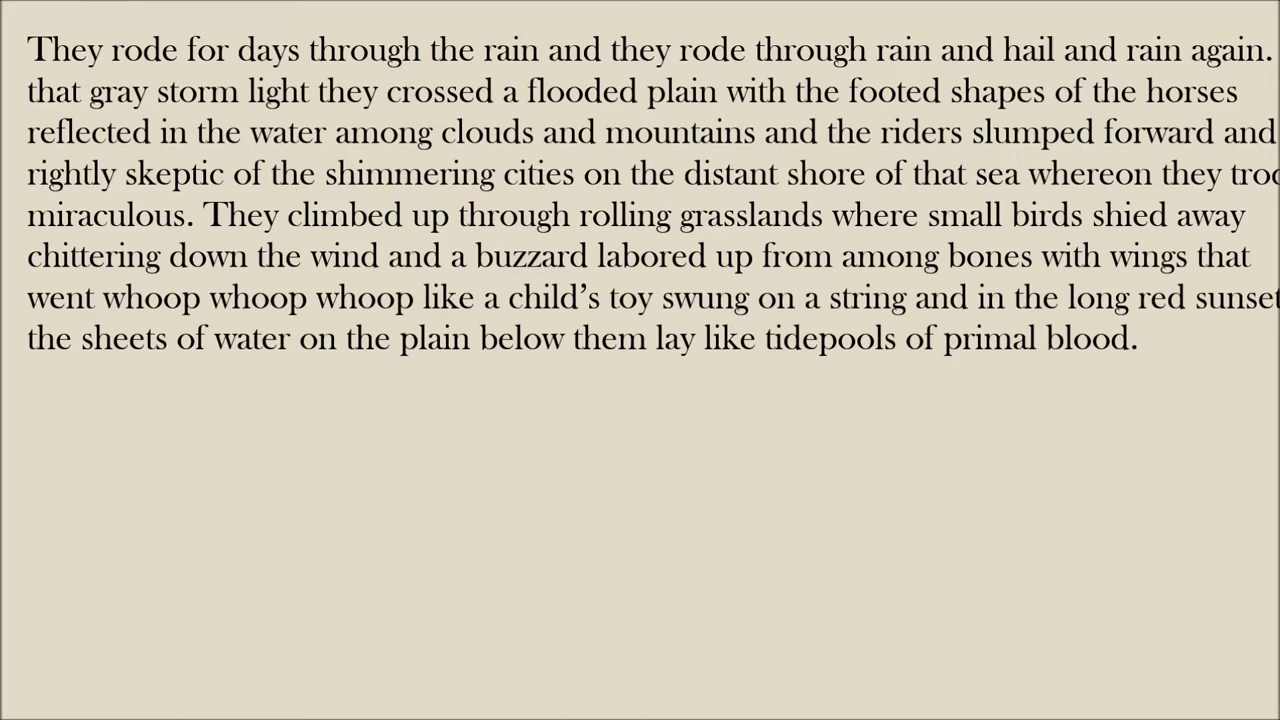 They rode for days through the rain and they rode through rain and hail and rain again.
that gray storm light they crossed a flooded plain with the footed shapes of the horses
reflected in the water among clouds and mountains and the riders slumped forward and
rightly skeptic of the shimmering cities on the distant shore of that sea whereon they trod
miraculous. They climbed up through rolling grasslands where small birds shied away
chittering down the wind and a buzzard labored up from among bones with wings that
went whoop whoop whoop like a child's toy swung on a string and in the long red sunset
the sheets of water on the plain below them lay like tidepools of primal blood.